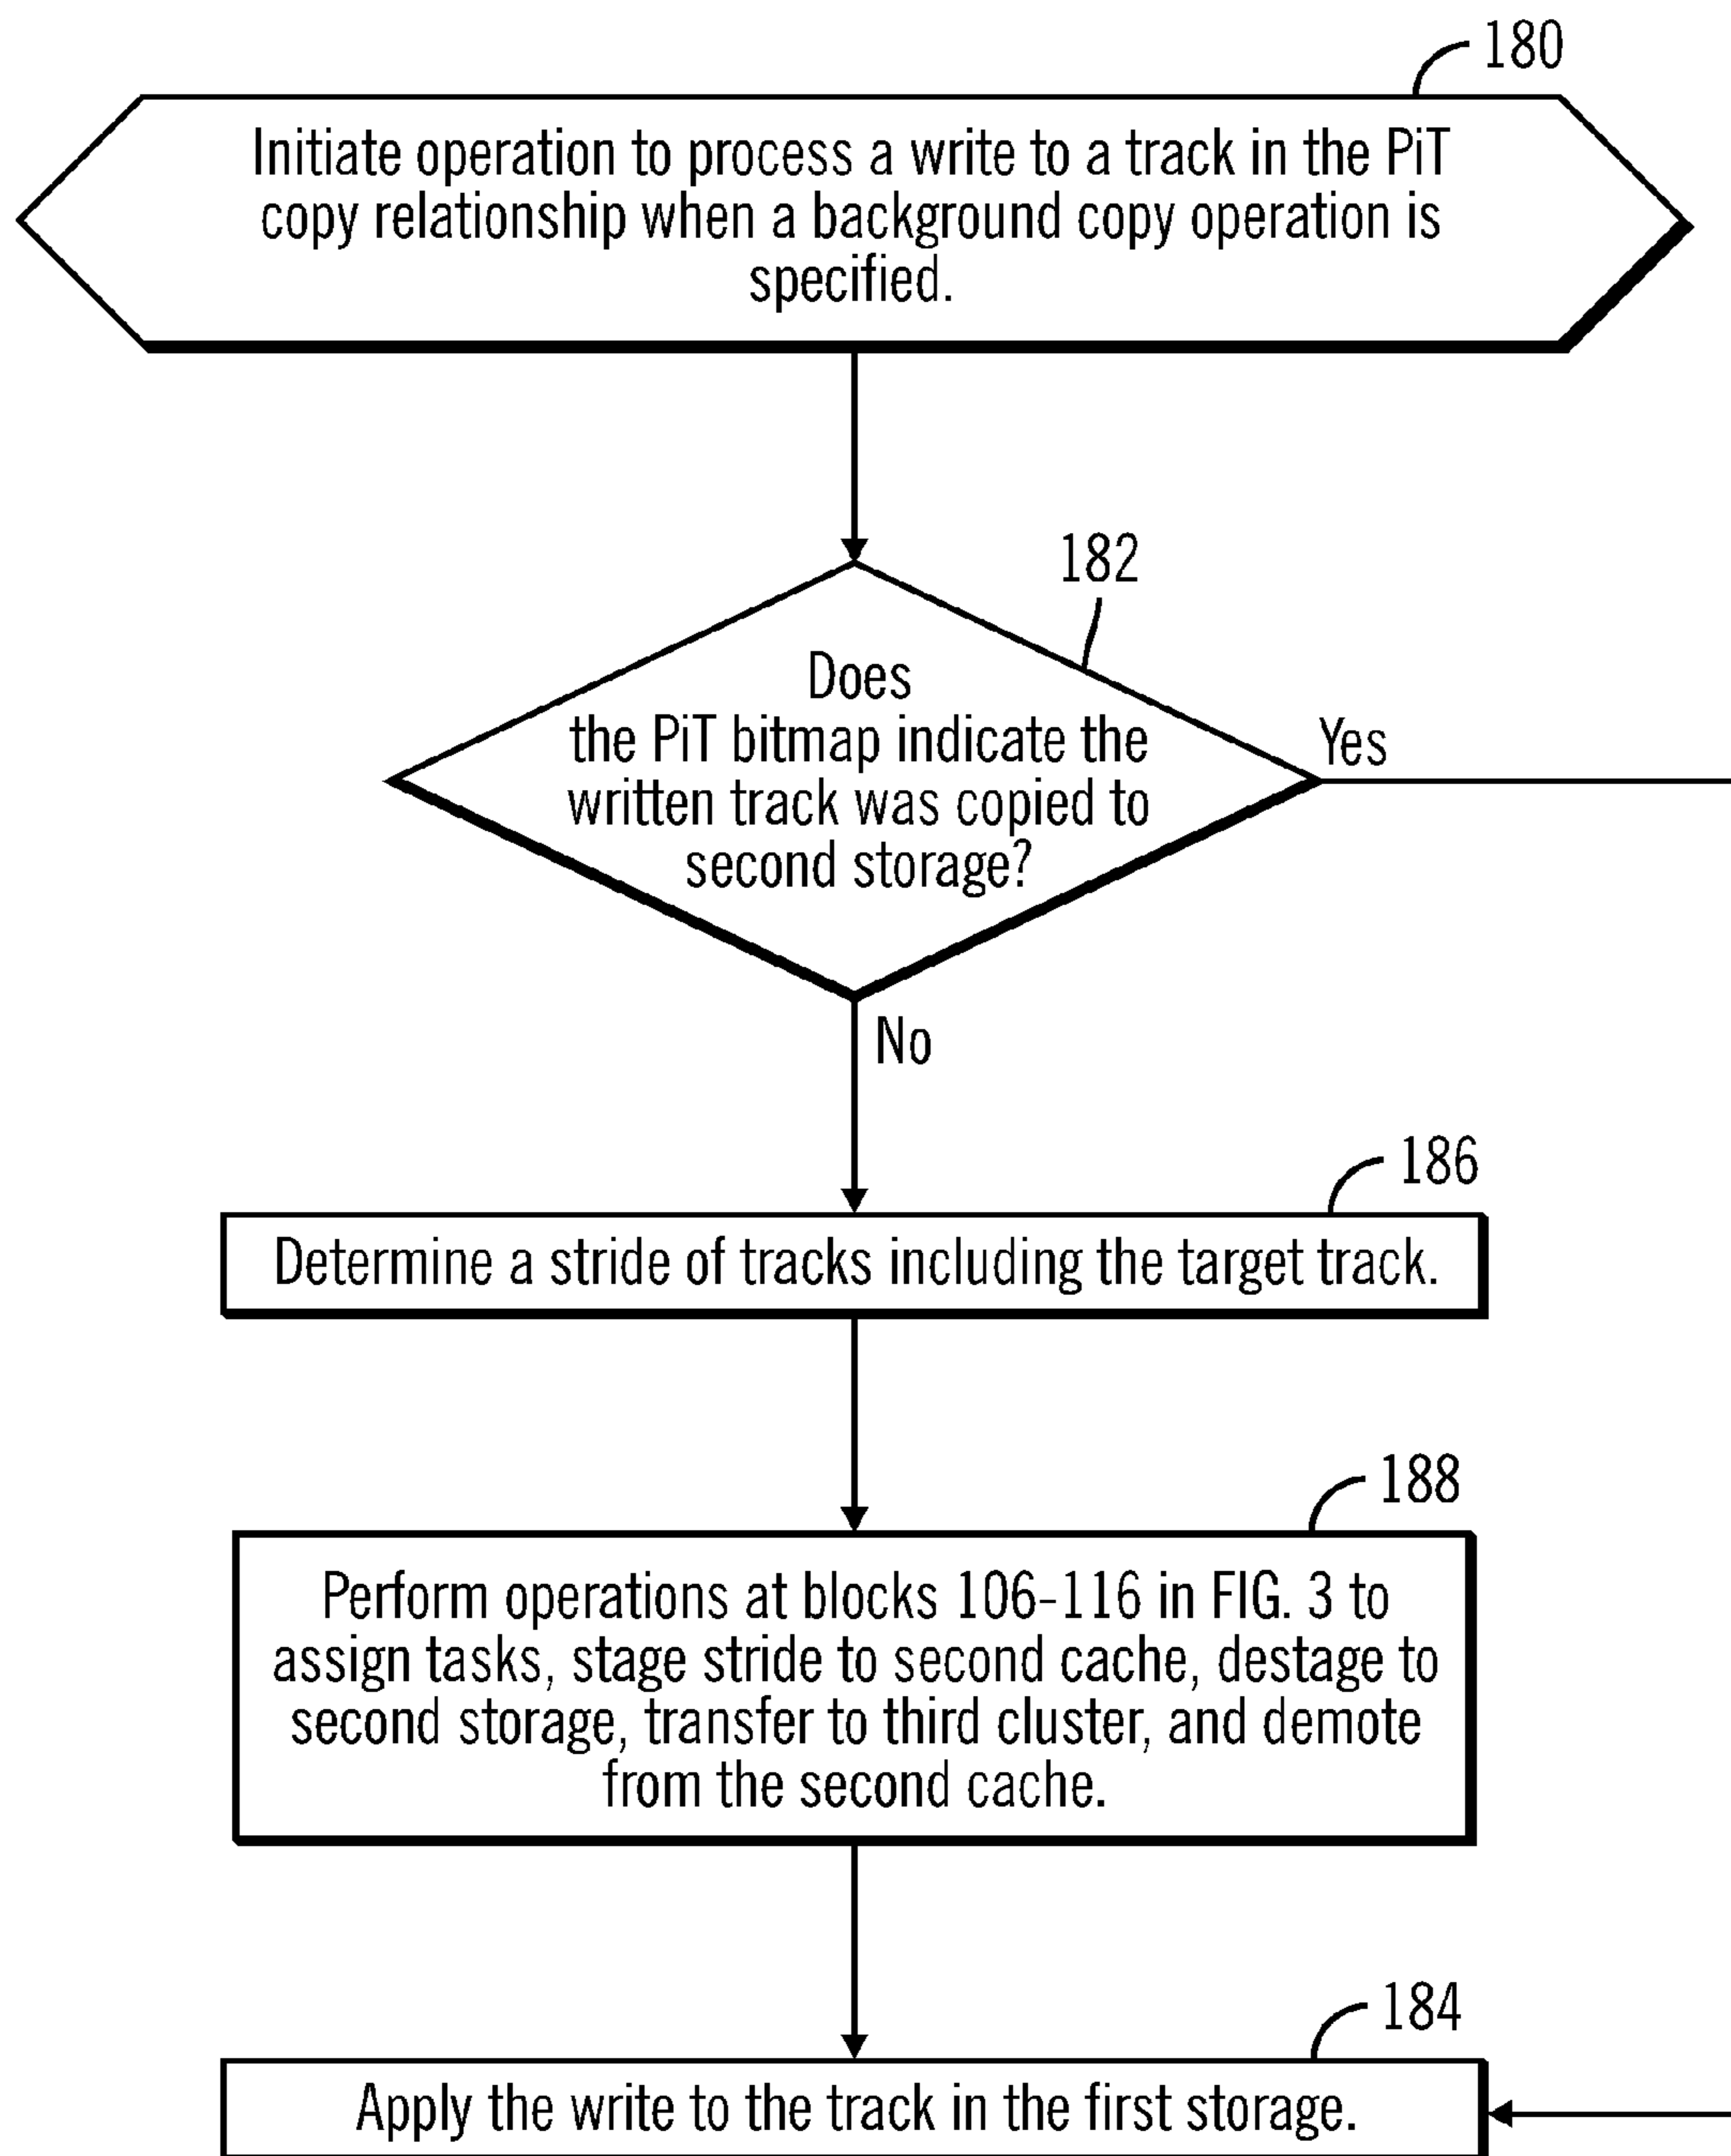 180
Initiate operation to process a write to a track in the PiT
copy relationship when a background copy operation is
specified.
182
Does
the PiT bitmap indicate the
written track was copied to
second storage?
Yes
No
186
Determine a stride of tracks including the target track.
188
Perform operations at blocks 106-116 in FIG. 3 to
assign tasks, stage stride to second cache, destage to
second storage, transfer to third cluster, and demote
from the second cache.
184
Apply the write to the track in the first storage.